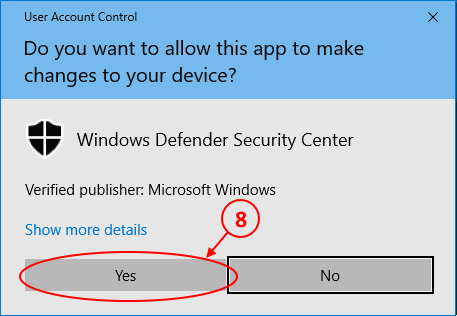 User Account Control
Do you want to allow this app to make
changes to your device?
Windows Defender Security Center
Verified publisher: Microsoft Windows
Show more details
8
Yes
No